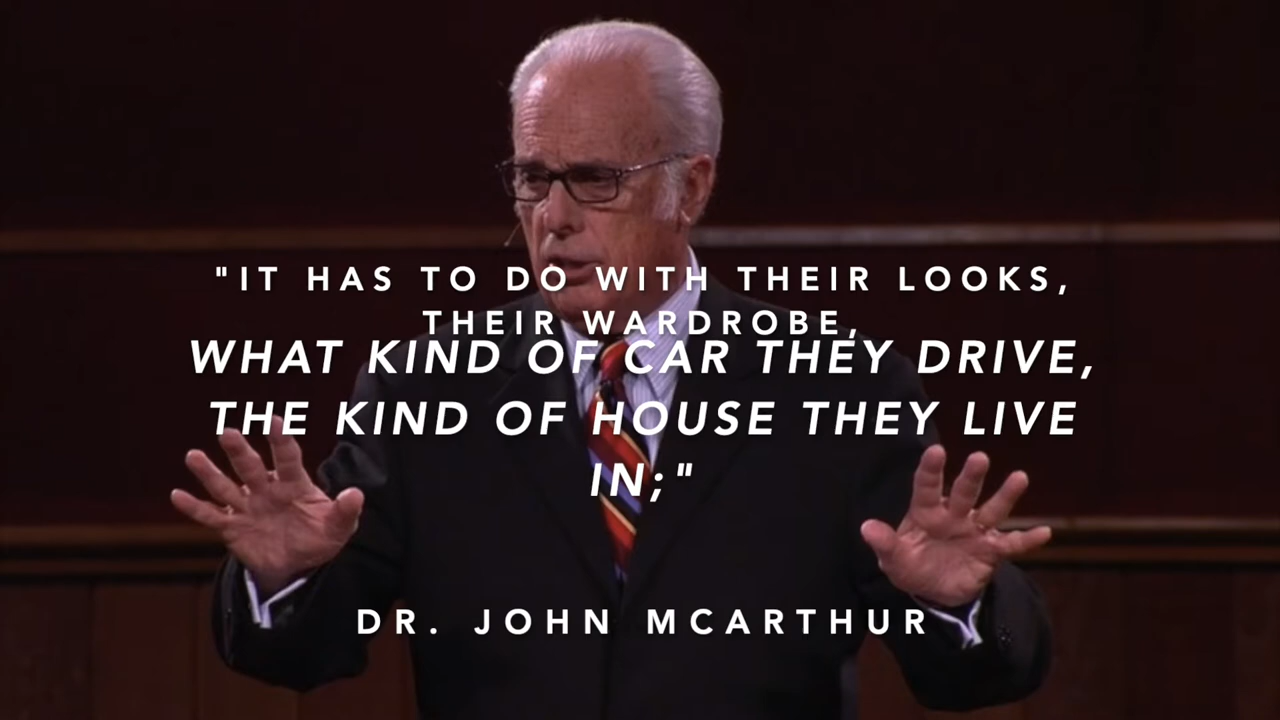 "IT HAS TO DO WITH THEIR LOOKS,
THEIR WARDROBE,
WHAT KIND OF CAR THEY DRIVE,
THE KIND OF HOUSE THEY LIVE
IN;"
DR. JOHN MCARTHUR